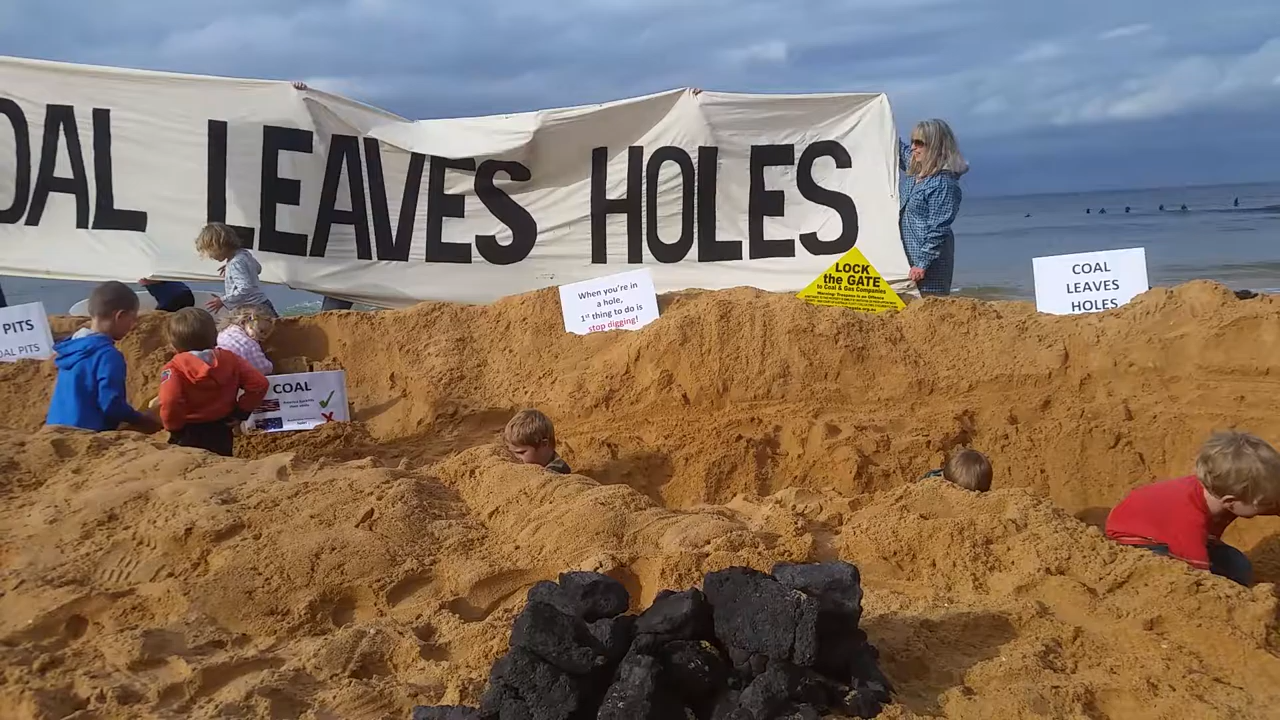 OAL LEAVES HOLES
PITS
OAL PITS
COAL
When you're in
a hole,
1st thing to do is
stop digging!
LOCK
the GATE
to Coal & Gas Companies
COAL
LEAVES
HOLES